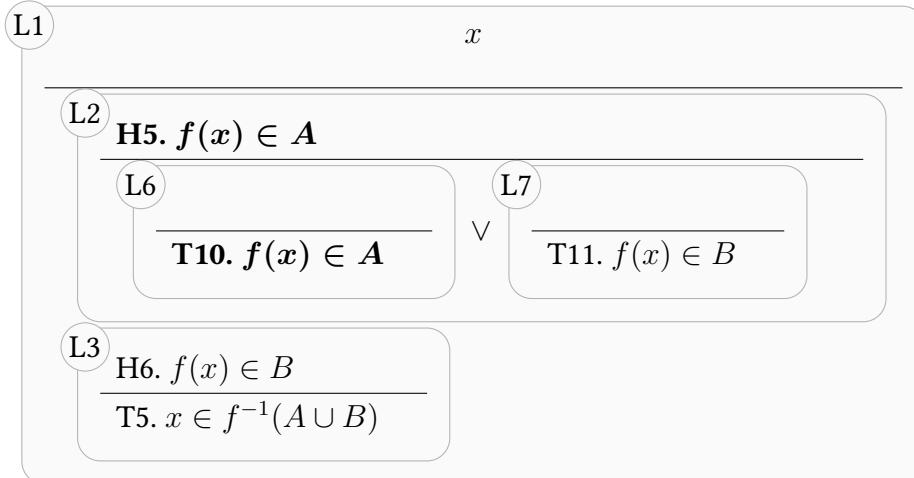 L1
x
L2
H5. f(x) ∈ A
L6 L7
∨
T10. f(x) ∈ A T11. f(x) ∈ B
L3
H6. f(x) ∈ B
T5. x ∈ f⁻¹(A ∪ B)